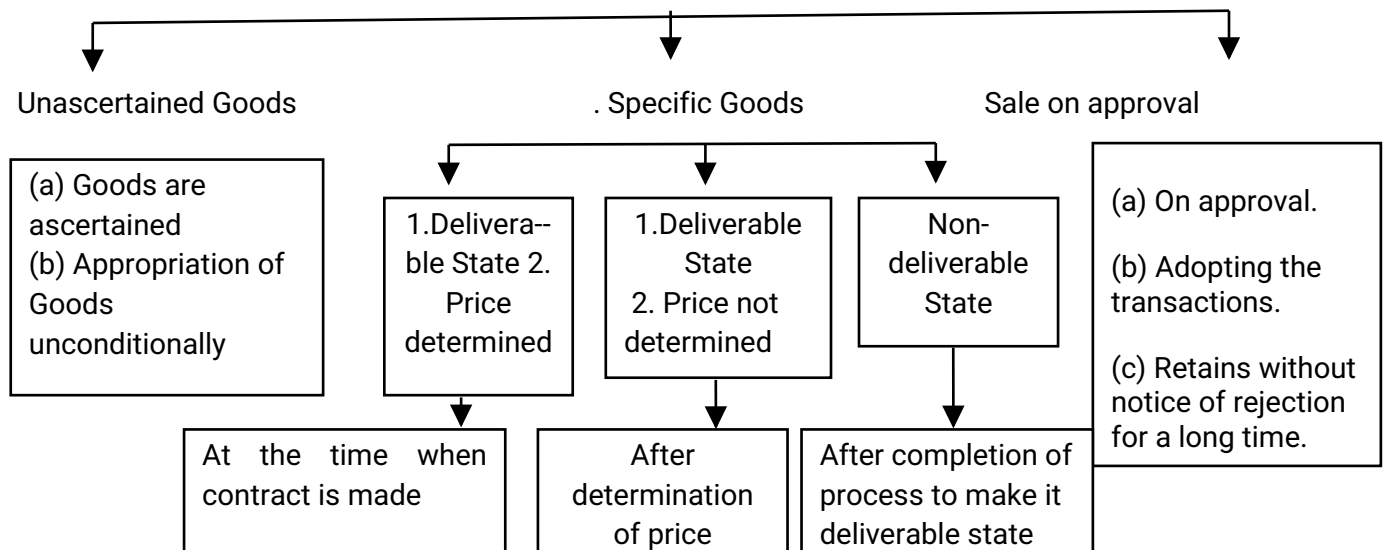 Unascertained Goods
. Specific Goods
Sale on approval
(a) Goods are
ascertained
(b) Appropriation of
Goods
unconditionally
1.Delivera--
ble State 2.
Price
determined
1.Deliverable
State
2. Price not
determined
Non-
deliverable
State
(a) On approval.
(b) Adopting the
transactions.
(c) Retains without
notice of rejection
for a long time.
At the time when
contract is made
After
determination
of price
After completion of
process to make it
deliverable state